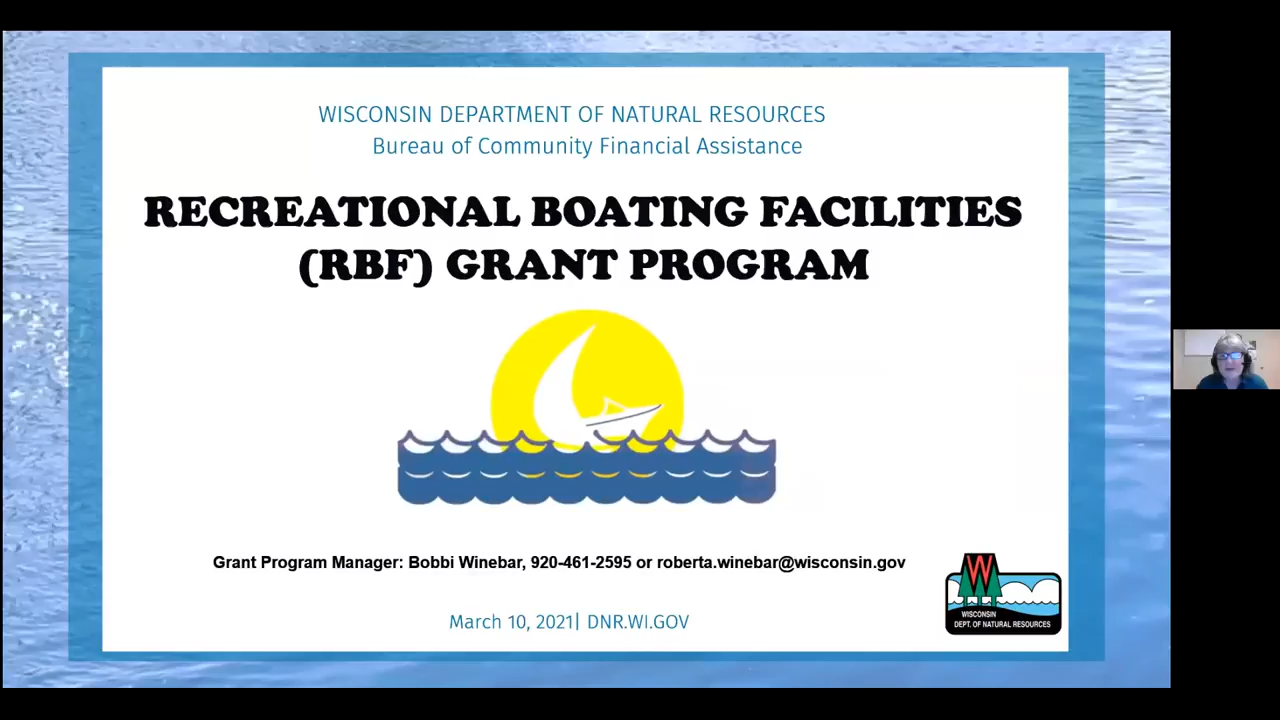 WISCONSIN DEPARTMENT OF NATURAL RESOURCES
Bureau of Community Financial Assistance
RECREATIONAL BOATING FACILITIES
(RBF) GRANT PROGRAM
Grant Program Manager: Bobbi Winebar, 920-461-2595 or roberta.winebar@wisconsin.gov
W
WISCONSIN
DEPT. OF NATURAL RESOURCES
March 10, 2021| DNR.WI.GOV